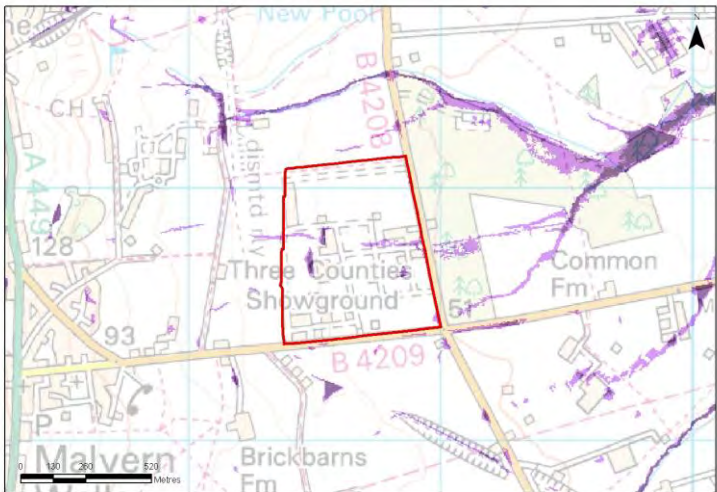 New Pool
N
CH
B 4208
A 449
dismtd rly
128
Three Counties
Showground
Common
Fm
51
93
B 4209
P
Malvern
Brickbarns
Fm
0 130 260 520
Metres